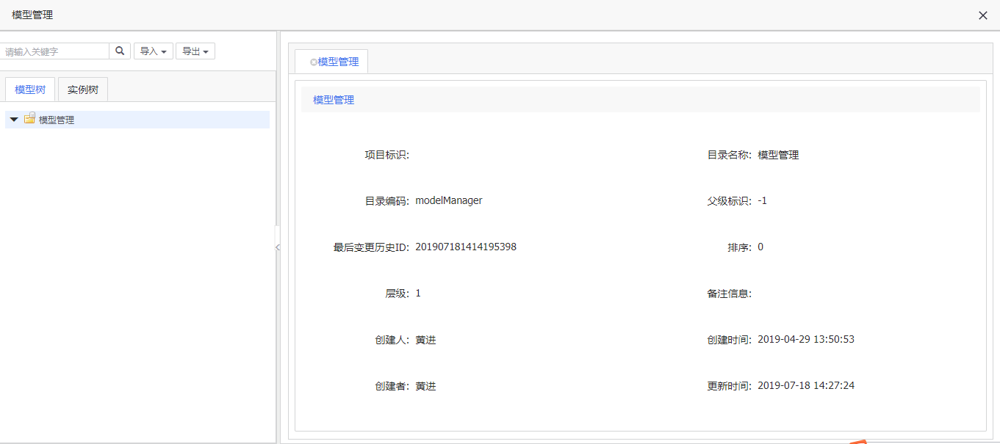 模型管理
请输入关键字 导入 导出
模型树 实例树
模型管理
模型管理
模型管理
项目标识: 目录名称: 模型管理
目录编码: modelManager 父级标识: -1
最后变更历史ID: 201907181414195398 排序: 0
层级: 1 备注信息:
创建人: 黄进 创建时间: 2019-04-29 13:50:53
创建者: 黄进 更新时间: 2019-07-18 14:27:24